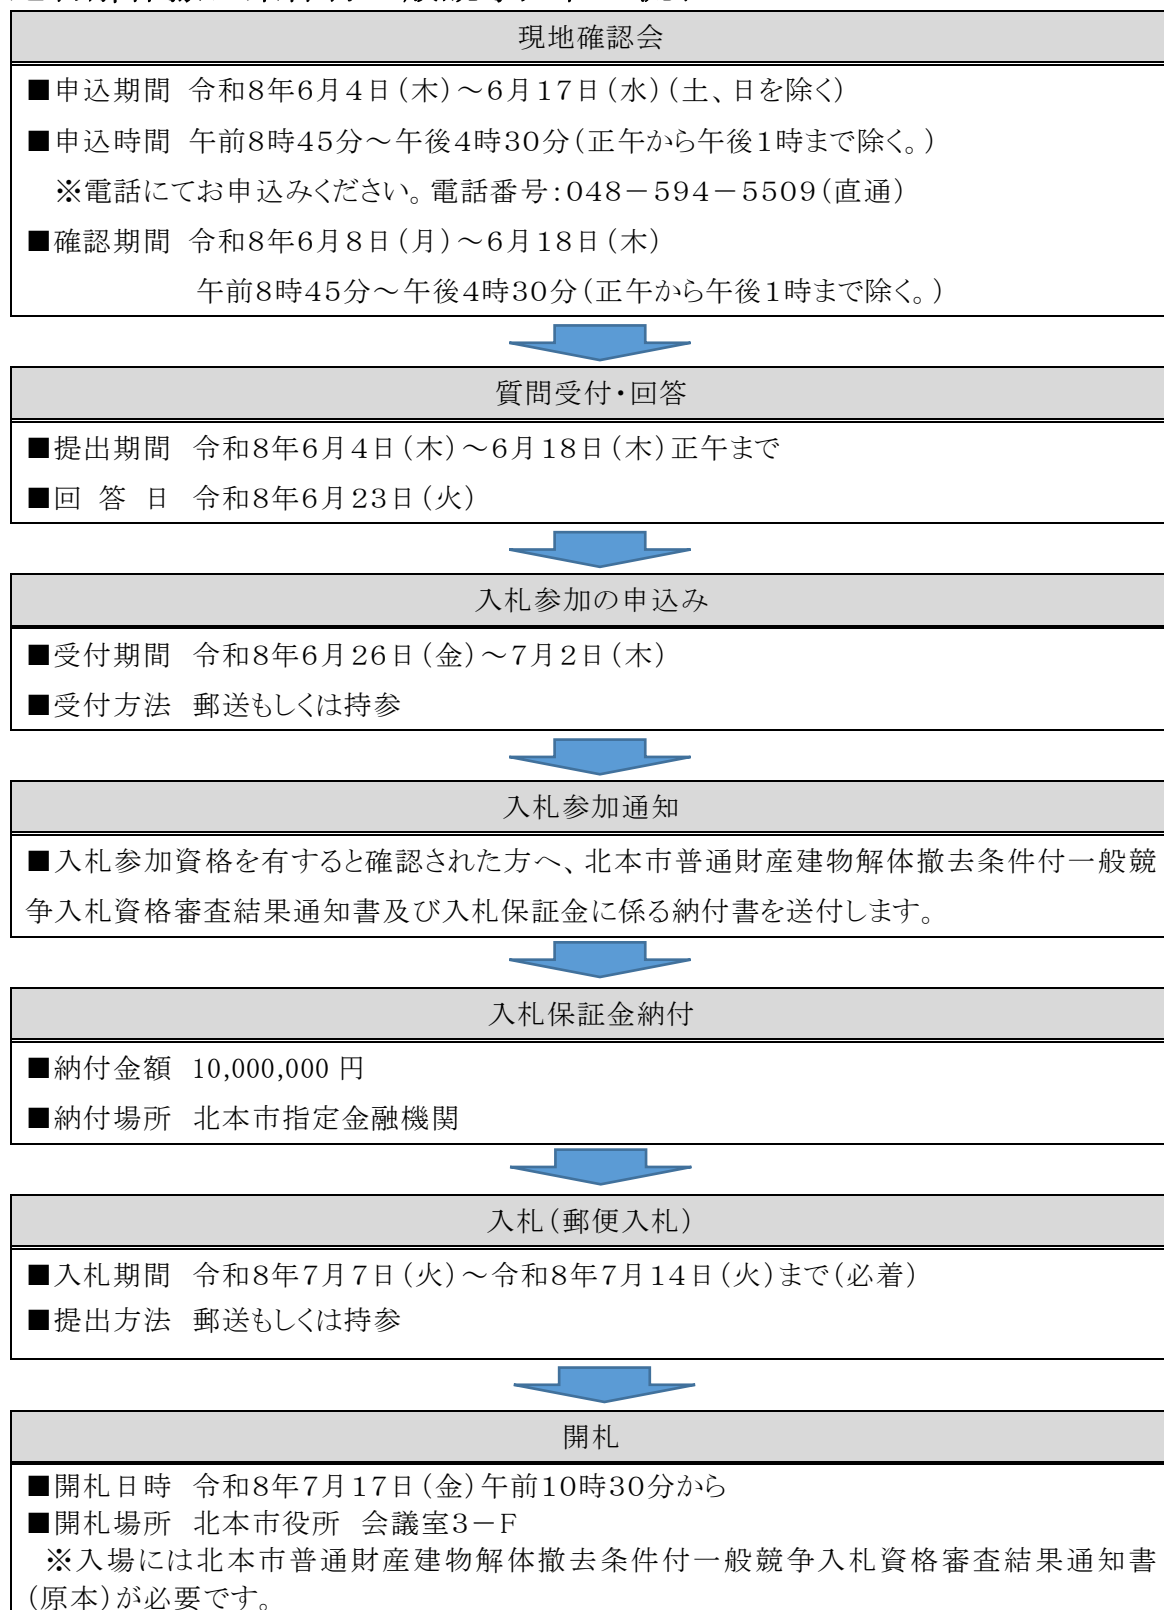 現地確認会
■申込期間 令和8年6月4日(木)～6月17日(水)(土、日を除く)
■申込時間 午前8時45分～午後4時30分(正午から午後1時まで除く。)
※電話にてお申込みください。電話番号:048－594－5509(直通)
■確認期間 令和8年6月8日(月)～6月18日(木)
午前8時45分～午後4時30分(正午から午後1時まで除く。)
質問受付・回答
■提出期間 令和8年6月4日(木)～6月18日(木)正午まで
■回 答 日 令和8年6月23日(火)
入札参加の申込み
■受付期間 令和8年6月26日(金)～7月2日(木)
■受付方法 郵送もしくは持参
入札参加通知
■入札参加資格を有すると確認された方へ、北本市普通財産建物解体撤去条件付一般競
争入札資格審査結果通知書及び入札保証金に係る納付書を送付します。
入札保証金納付
■納付金額 10,000,000 円
■納付場所 北本市指定金融機関
入札(郵便入札)
■入札期間 令和8年7月7日(火)～令和8年7月14日(火)まで(必着)
■提出方法 郵送もしくは持参
開札
■開札日時 令和8年7月17日(金)午前10時30分から
■開札場所 北本市役所 会議室3－F
※入場には北本市普通財産建物解体撤去条件付一般競争入札資格審査結果通知書
(原本)が必要です。